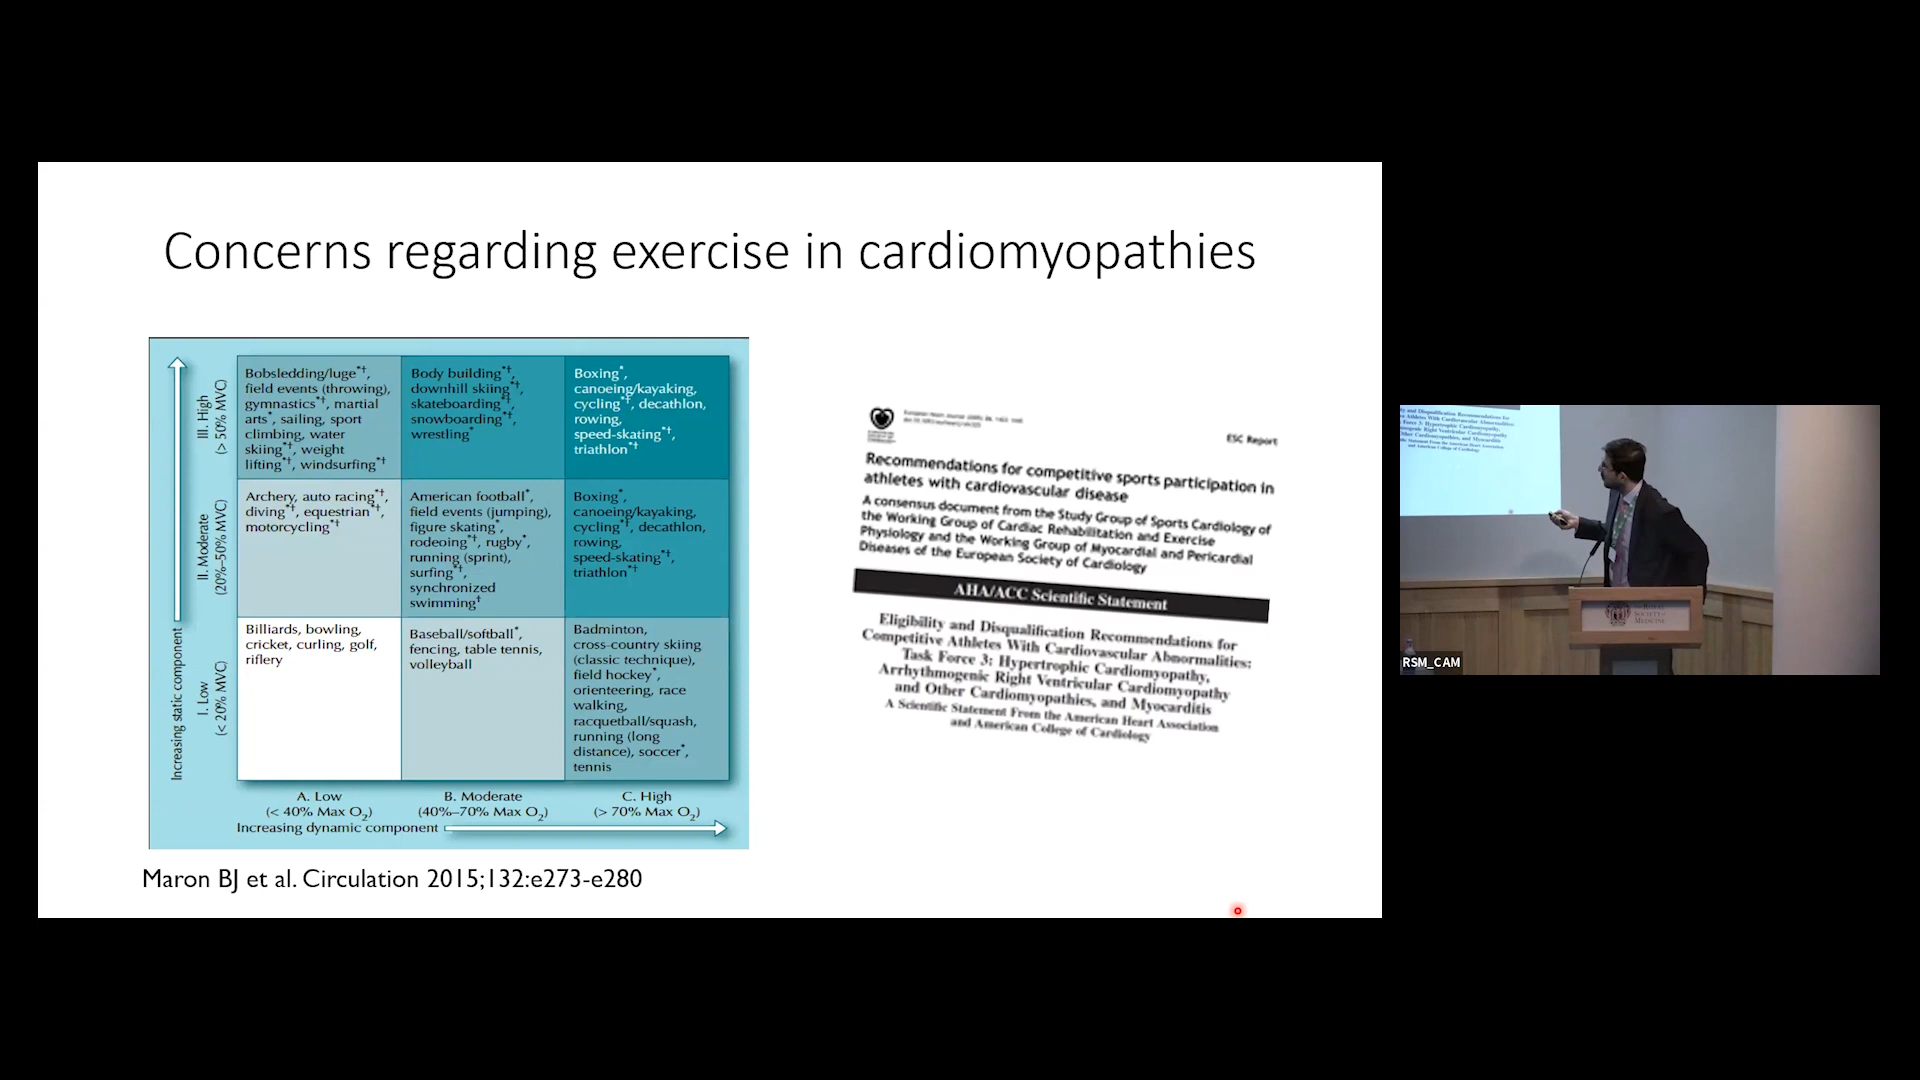 Concerns regarding exercise in cardiomyopathies
Increasing static component
III. High
(> 50% MVC)
Bobsledding/luge*†,
field events (throwing),
gymnastics*†, martial
arts*, sailing, sport
climbing, water
skiing*†, weight
lifting*†, windsurfing*†
Body building*†,
downhill skiing*†,
skateboarding*†,
snowboarding*†,
wrestling*
Boxing*,
canoeing/kayaking,
cycling*†, decathlon,
rowing,
speed-skating*†,
triathlon*†
II. Moderate
(20%–50% MVC)
Archery, auto racing*†,
diving*†, equestrian*†,
motorcycling*†
American football*,
field events (jumping),
figure skating*,
rodeoing*†, rugby*,
running (sprint),
surfing*†,
synchronized
swimming†
Boxing*,
canoeing/kayaking,
cycling*†, decathlon,
rowing,
speed-skating*†,
triathlon*†
I. Low
(< 20% MVC)
Billiards, bowling,
cricket, curling, golf,
riflery
Baseball/softball*,
fencing, table tennis,
volleyball
Badminton,
cross-country skiing
(classic technique),
field hockey*,
orienteering, race
walking,
racquetball/squash,
running (long
distance), soccer*,
tennis
A. Low
(< 40% Max O₂)
B. Moderate
(40%–70% Max O₂)
C. High
(> 70% Max O₂)
Increasing dynamic component
Maron BJ et al. Circulation 2015;132:e273-e280
ESC Report
Recommendations for competitive sports participation in
athletes with cardiovascular disease
A consensus document from the Study Group of Sports Cardiology of
the Working Group of Cardiac Rehabilitation and Exercise
Physiology and the Working Group of Myocardial and Pericardial
Diseases of the European Society of Cardiology
AHA/ACC Scientific Statement
Eligibility and Disqualification Recommendations for
Competitive Athletes With Cardiovascular Abnormalities:
Task Force 3: Hypertrophic Cardiomyopathy,
Arrhythmogenic Right Ventricular Cardiomyopathy
and Other Cardiomyopathies, and Myocarditis
A Scientific Statement From the American Heart Association
and American College of Cardiology
RSM_CAM